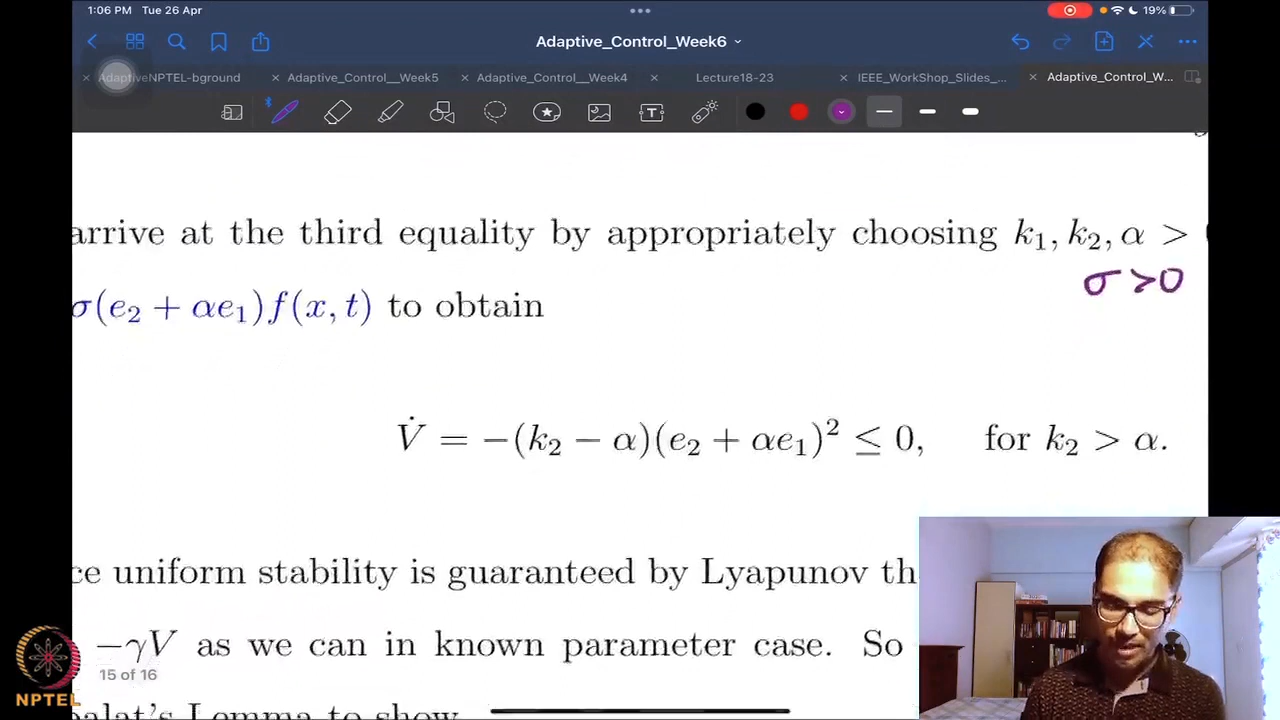 1:06 PM Tue 26 Apr
19%
Adaptive_Control_Week6
AdaptiveNPTEL-bground
Adaptive_Control__Week5
Adaptive_Control__Week4
Lecture18-23
IEEE_WorkShop_Slides_...
Adaptive_Control_W...
arrive at the third equality by appropriately choosing k₁, k₂, α >
σ > 0
σ(e₂ + αe₁)f(x, t) to obtain
V̇ = −(k₂ − α)(e₂ + αe₁)² ≤ 0, for k₂ > α.
uniform stability is guaranteed by Lyapunov
−γV as we can in known parameter case. So
15 of 16
Lemma to show
NPTEL